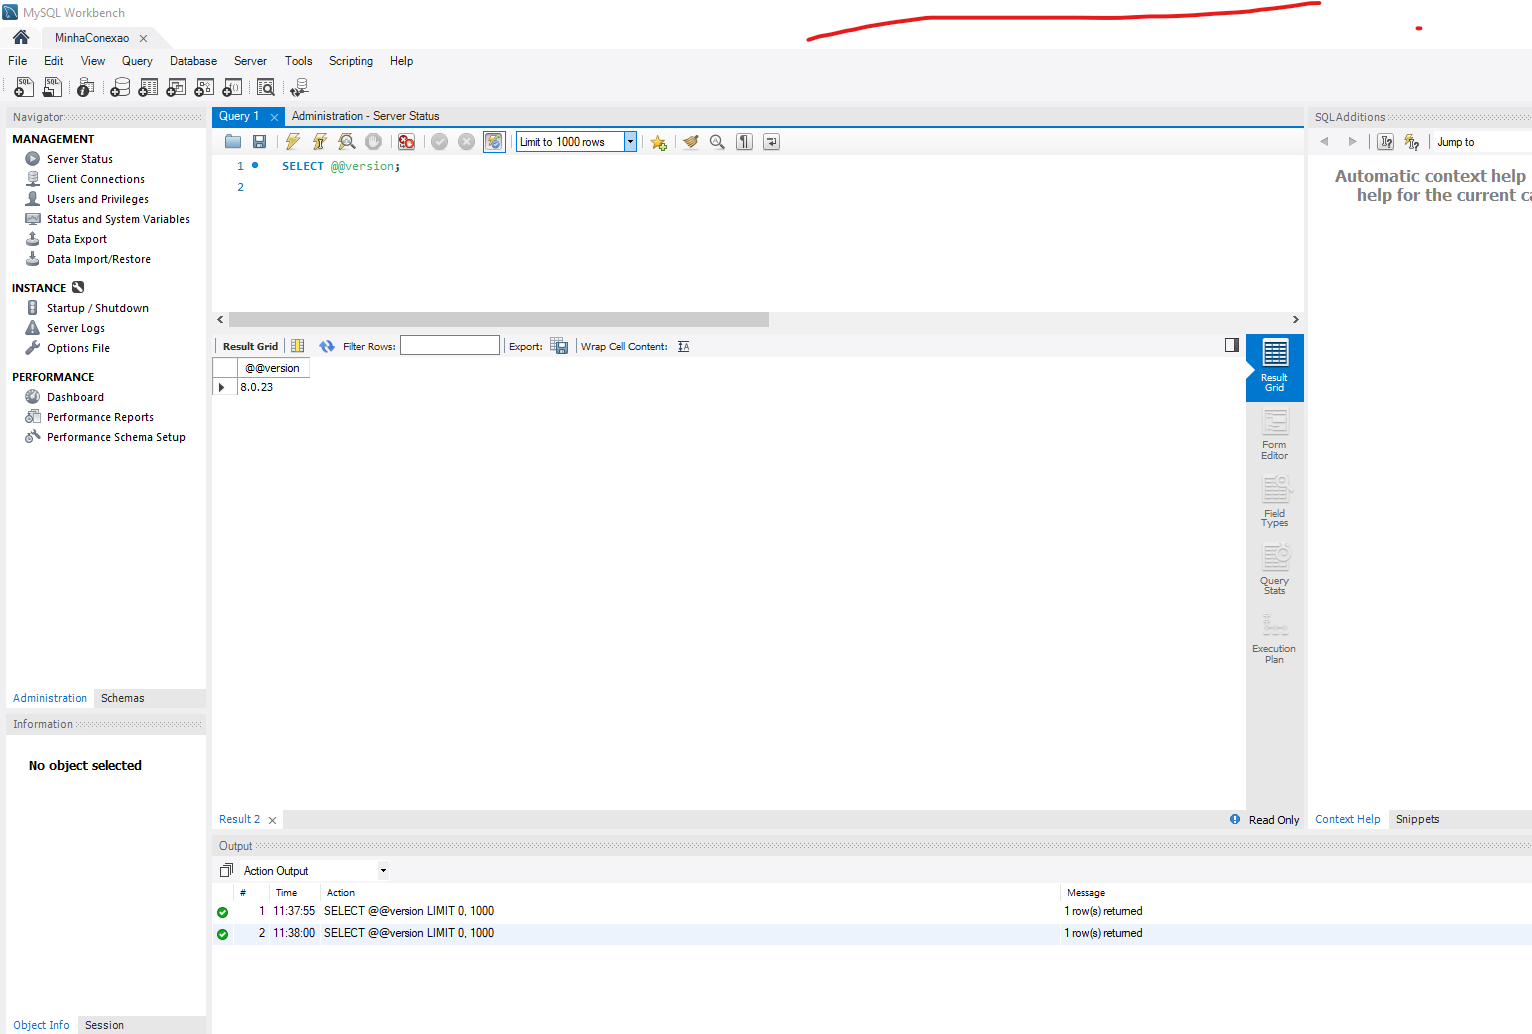 MySQL Workbench
MinhaConexao
File Edit View Query Database Server Tools Scripting Help
Navigator
MANAGEMENT
Server Status
Client Connections
Users and Privileges
Status and System Variables
Data Export
Data Import/Restore
INSTANCE
Startup / Shutdown
Server Logs
Options File
PERFORMANCE
Dashboard
Performance Reports
Performance Schema Setup
Administration Schemas
Information
No object selected
Object Info Session
Query 1 Administration - Server Status
Limit to 1000 rows
1 SELECT @@version;
2
Result Grid Filter Rows: Export: Wrap Cell Content:
@@version
8.0.23
Result Grid
Form Editor
Field Types
Query Stats
Execution Plan
Result 2 Read Only
Output
Action Output
# Time Action Message
1 11:37:55 SELECT @@version LIMIT 0, 1000 1 row(s) returned
2 11:38:00 SELECT @@version LIMIT 0, 1000 1 row(s) returned
SQLAdditions
Jump to
Automatic context help
help for the current ca
Context Help Snippets